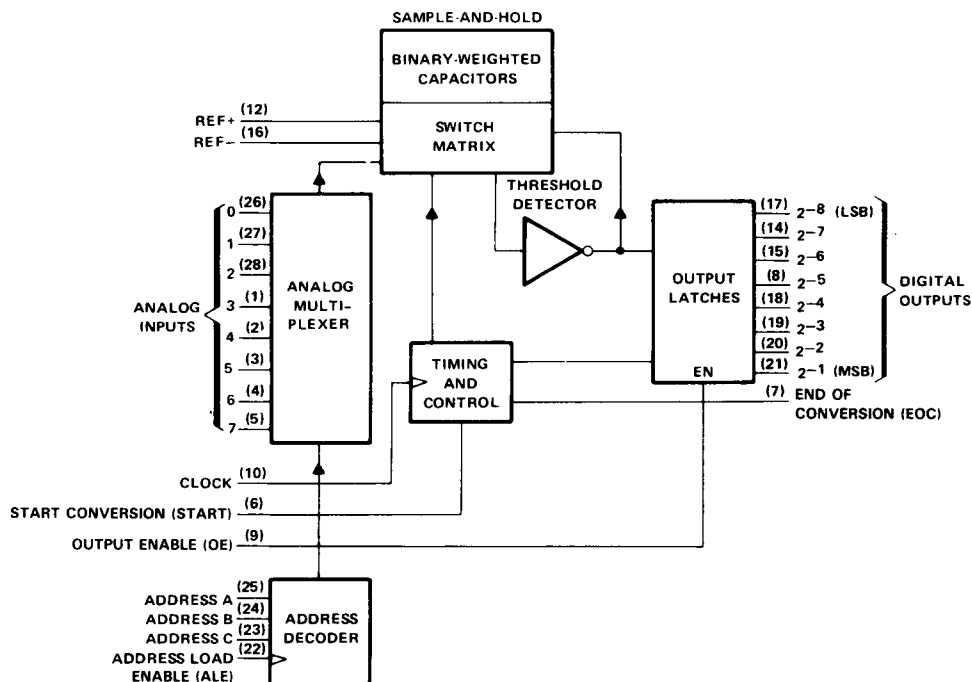 SAMPLE-AND-HOLD
BINARY-WEIGHTED
CAPACITORS
SWITCH
MATRIX
REF+ (12)
REF− (16)
THRESHOLD
DETECTOR
ANALOG
INPUTS
0 (26)
1 (27)
2 (28)
3 (1)
4 (2)
5 (3)
6 (4)
7 (5)
ANALOG
MULTI-
PLEXER
TIMING
AND
CONTROL
OUTPUT
LATCHES
EN
(17) 2−8 (LSB)
(14) 2−7
(15) 2−6
(8) 2−5
(18) 2−4
(19) 2−3
(20) 2−2
(21) 2−1 (MSB)
DIGITAL
OUTPUTS
(7) END OF
CONVERSION (EOC)
CLOCK (10)
START CONVERSION (START) (6)
OUTPUT ENABLE (OE) (9)
ADDRESS A (25)
ADDRESS B (24)
ADDRESS C (23)
ADDRESS LOAD (22)
ENABLE (ALE)
ADDRESS
DECODER